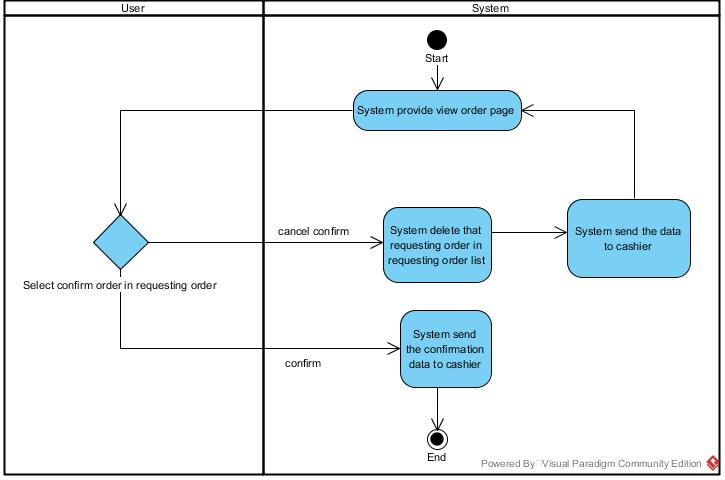 User
System
Start
System provide view order page
cancel confirm
System delete that
requesting order in
requesting order list
System send the data
to cashier
Select confirm order in requesting order
System send
the confirmation
data to cashier
confirm
End
Powered By Visual Paradigm Community Edition